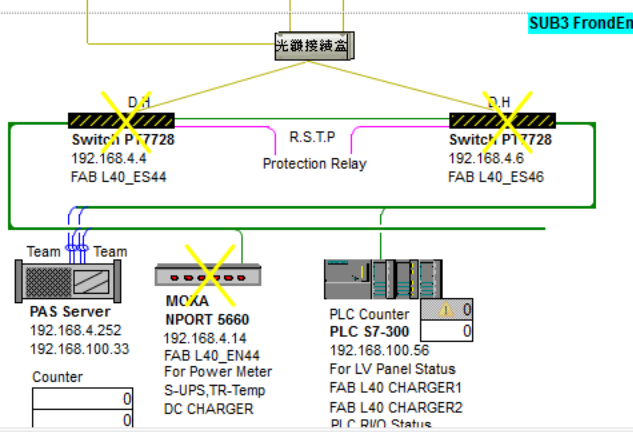 SUB3 FrondEn
光纖接續盒
D.H
D.H
Switch PT7728
192.168.4.4
FAB L40_ES44
R.S.T.P
Protection Relay
Switch PT7728
192.168.4.6
FAB L40_ES46
Team
Team
PAS Server
192.168.4.252
192.168.100.33
Counter
0
0
MOXA
NPORT 5660
192.168.4.14
FAB L40_EN44
For Power Meter
S-UPS,TR-Temp
DC CHARGER
PLC Counter
0
0
PLC S7-300
192.168.100.56
For LV Panel Status
FAB L40 CHARGER1
FAB L40 CHARGER2
PLC RI/O Status